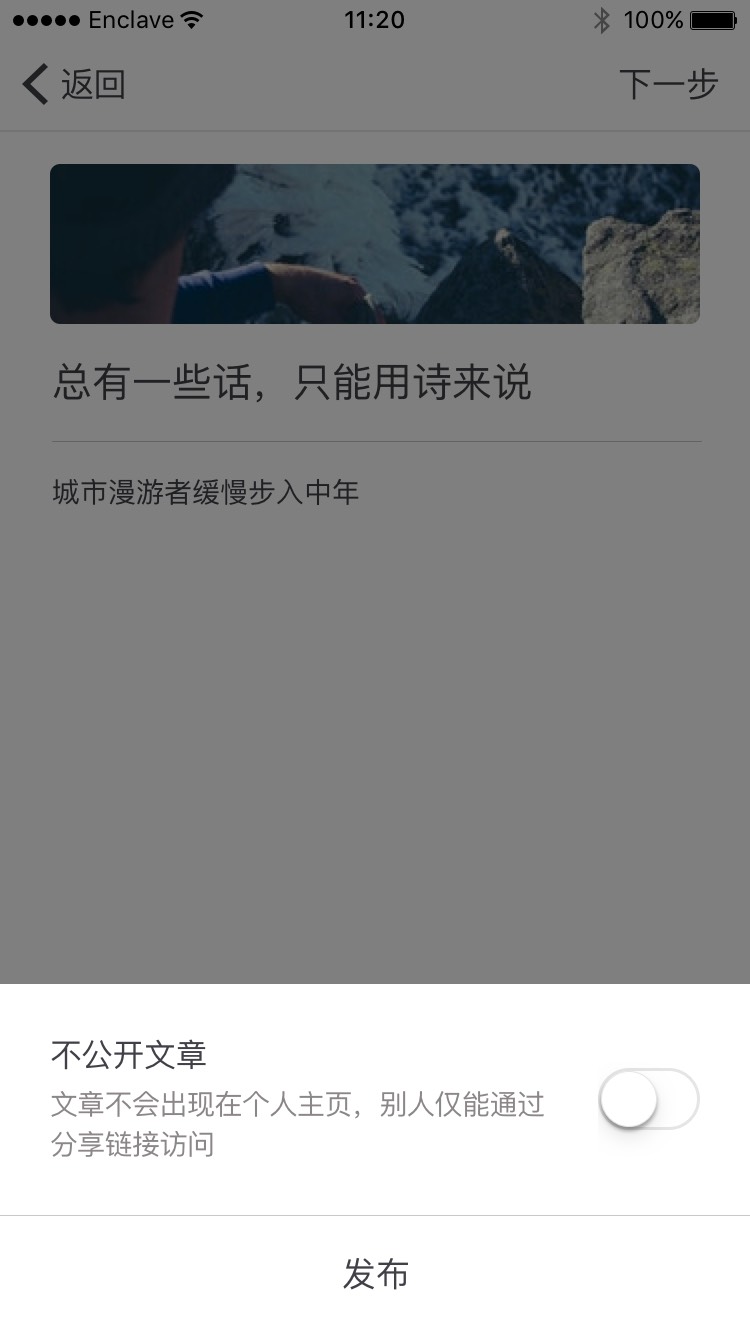 Enclave 11:20 100%
返回 下一步
总有一些话，只能用诗来说
城市漫游者缓慢步入中年
不公开文章
文章不会出现在个人主页，别人仅能通过
分享链接访问
发布